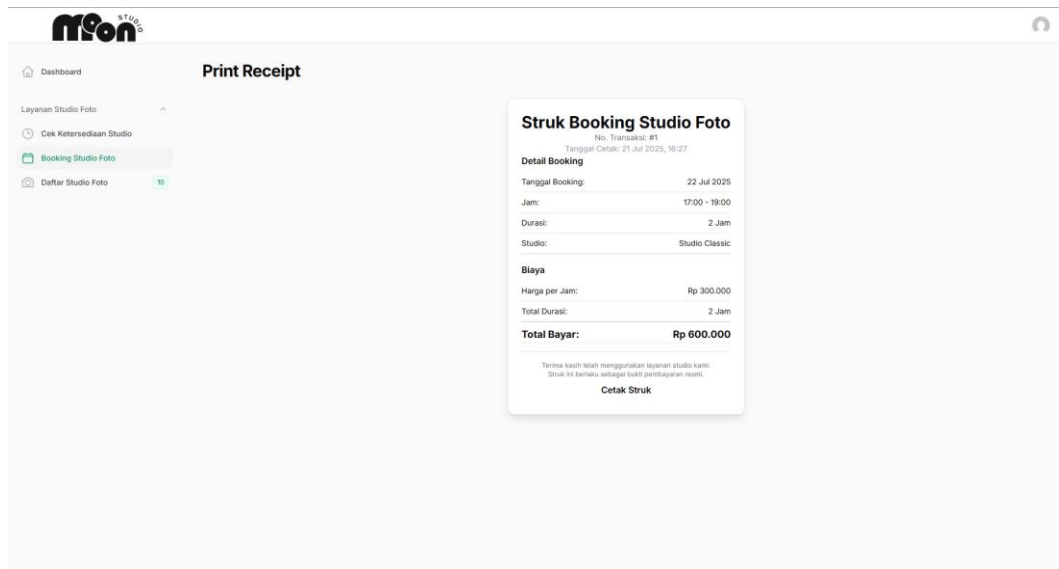 Moon STUDIO
Dashboard
Print Receipt
Layanan Studio Foto
Cek Ketersediaan Studio
Booking Studio Foto
Daftar Studio Foto 10
Struk Booking Studio Foto
No. Transaksi: #1
Tanggal Cetak: 21 Jul 2025, 16:27
Detail Booking
Tanggal Booking: 22 Jul 2025
Jam: 17:00 - 19:00
Durasi: 2 Jam
Studio: Studio Classic
Biaya
Harga per Jam: Rp 300.000
Total Durasi: 2 Jam
Total Bayar: Rp 600.000
Terima kasih telah menggunakan layanan studio kami.
Struk ini berlaku sebagai bukti pembayaran resmi.
Cetak Struk